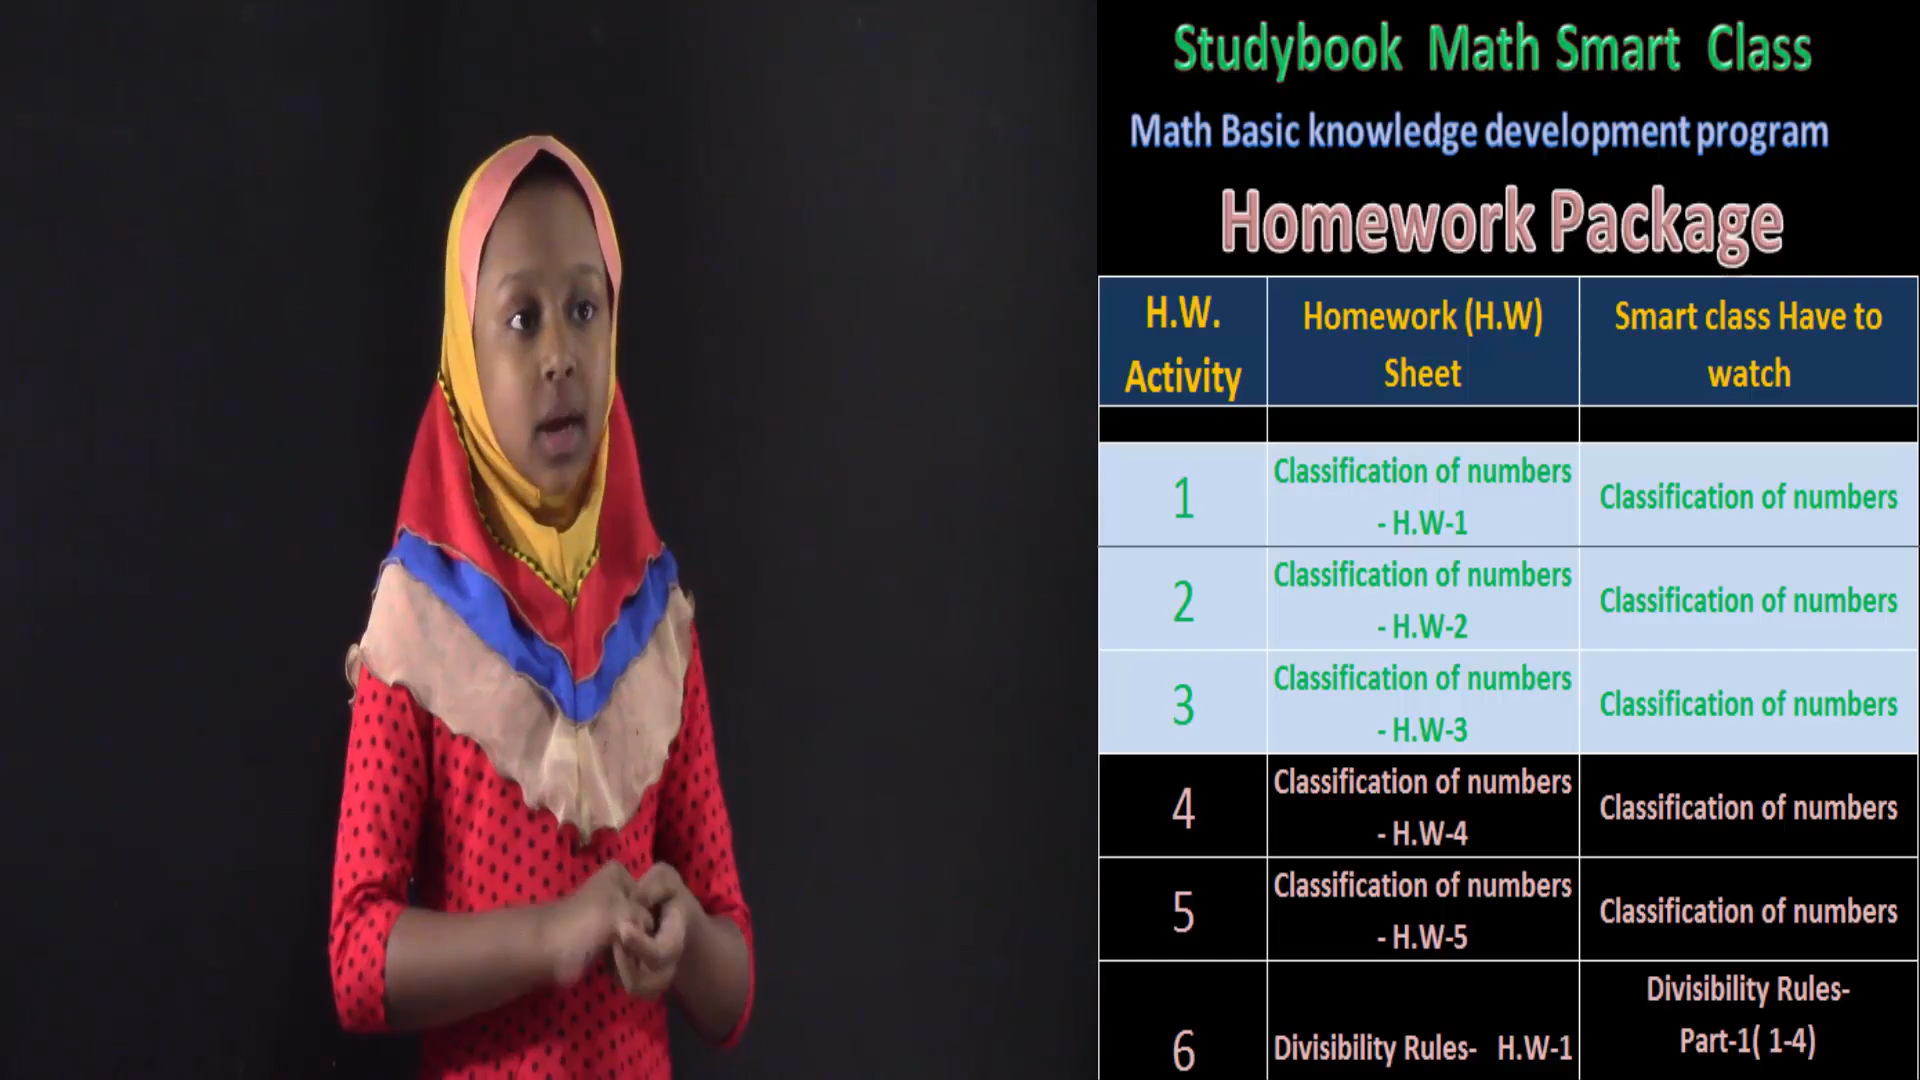 Studybook Math Smart Class
Math Basic knowledge development program
Homework Package
H.W.
Activity
Homework (H.W)
Sheet
Smart class Have to
watch
1
Classification of numbers
- H.W-1
Classification of numbers
2
Classification of numbers
- H.W-2
Classification of numbers
3
Classification of numbers
- H.W-3
Classification of numbers
4
Classification of numbers
- H.W-4
Classification of numbers
5
Classification of numbers
- H.W-5
Classification of numbers
6
Divisibility Rules- H.W-1
Divisibility Rules-
Part-1( 1-4)